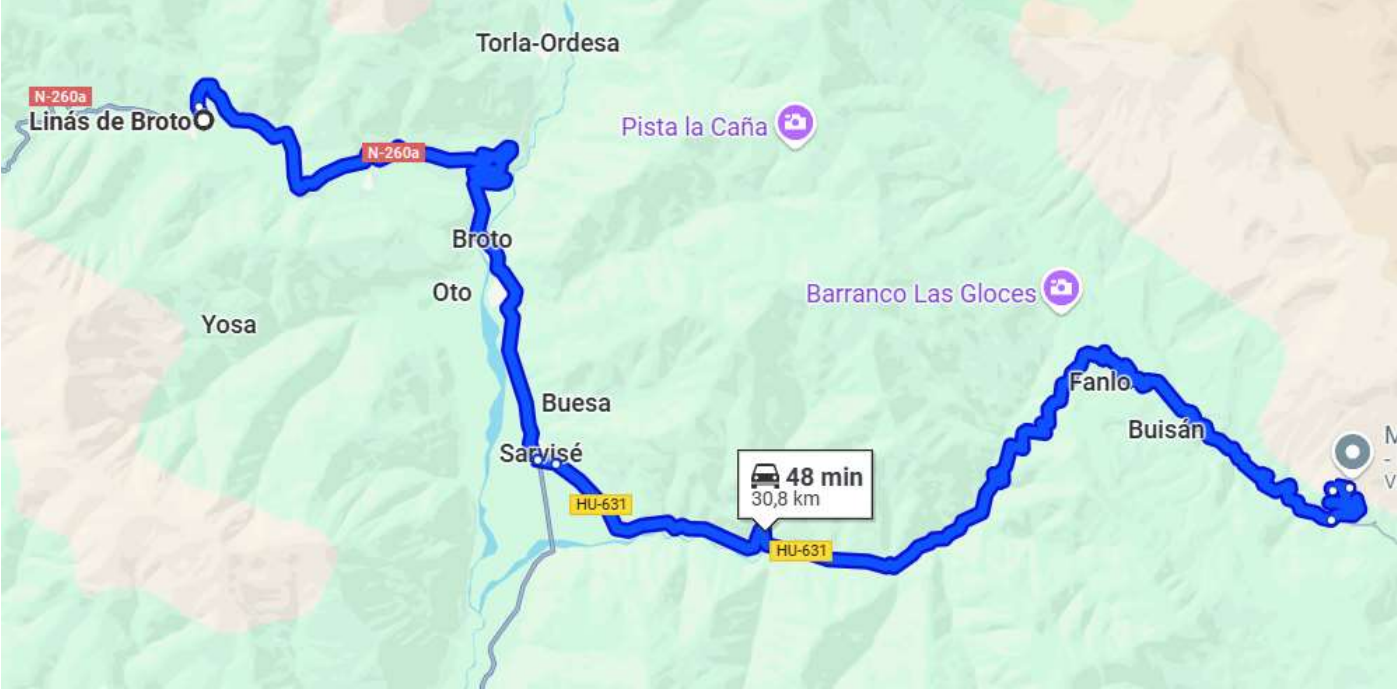 Torla-Ordesa
N-260a
Linás de Broto
Pista la Caña
N-260a
Broto
Oto
Barranco Las Gloces
Yosa
Fanlo
Buesa
Buisán
M
Sarvisé
-
V
48 min
30,8 km
HU-631
HU-631